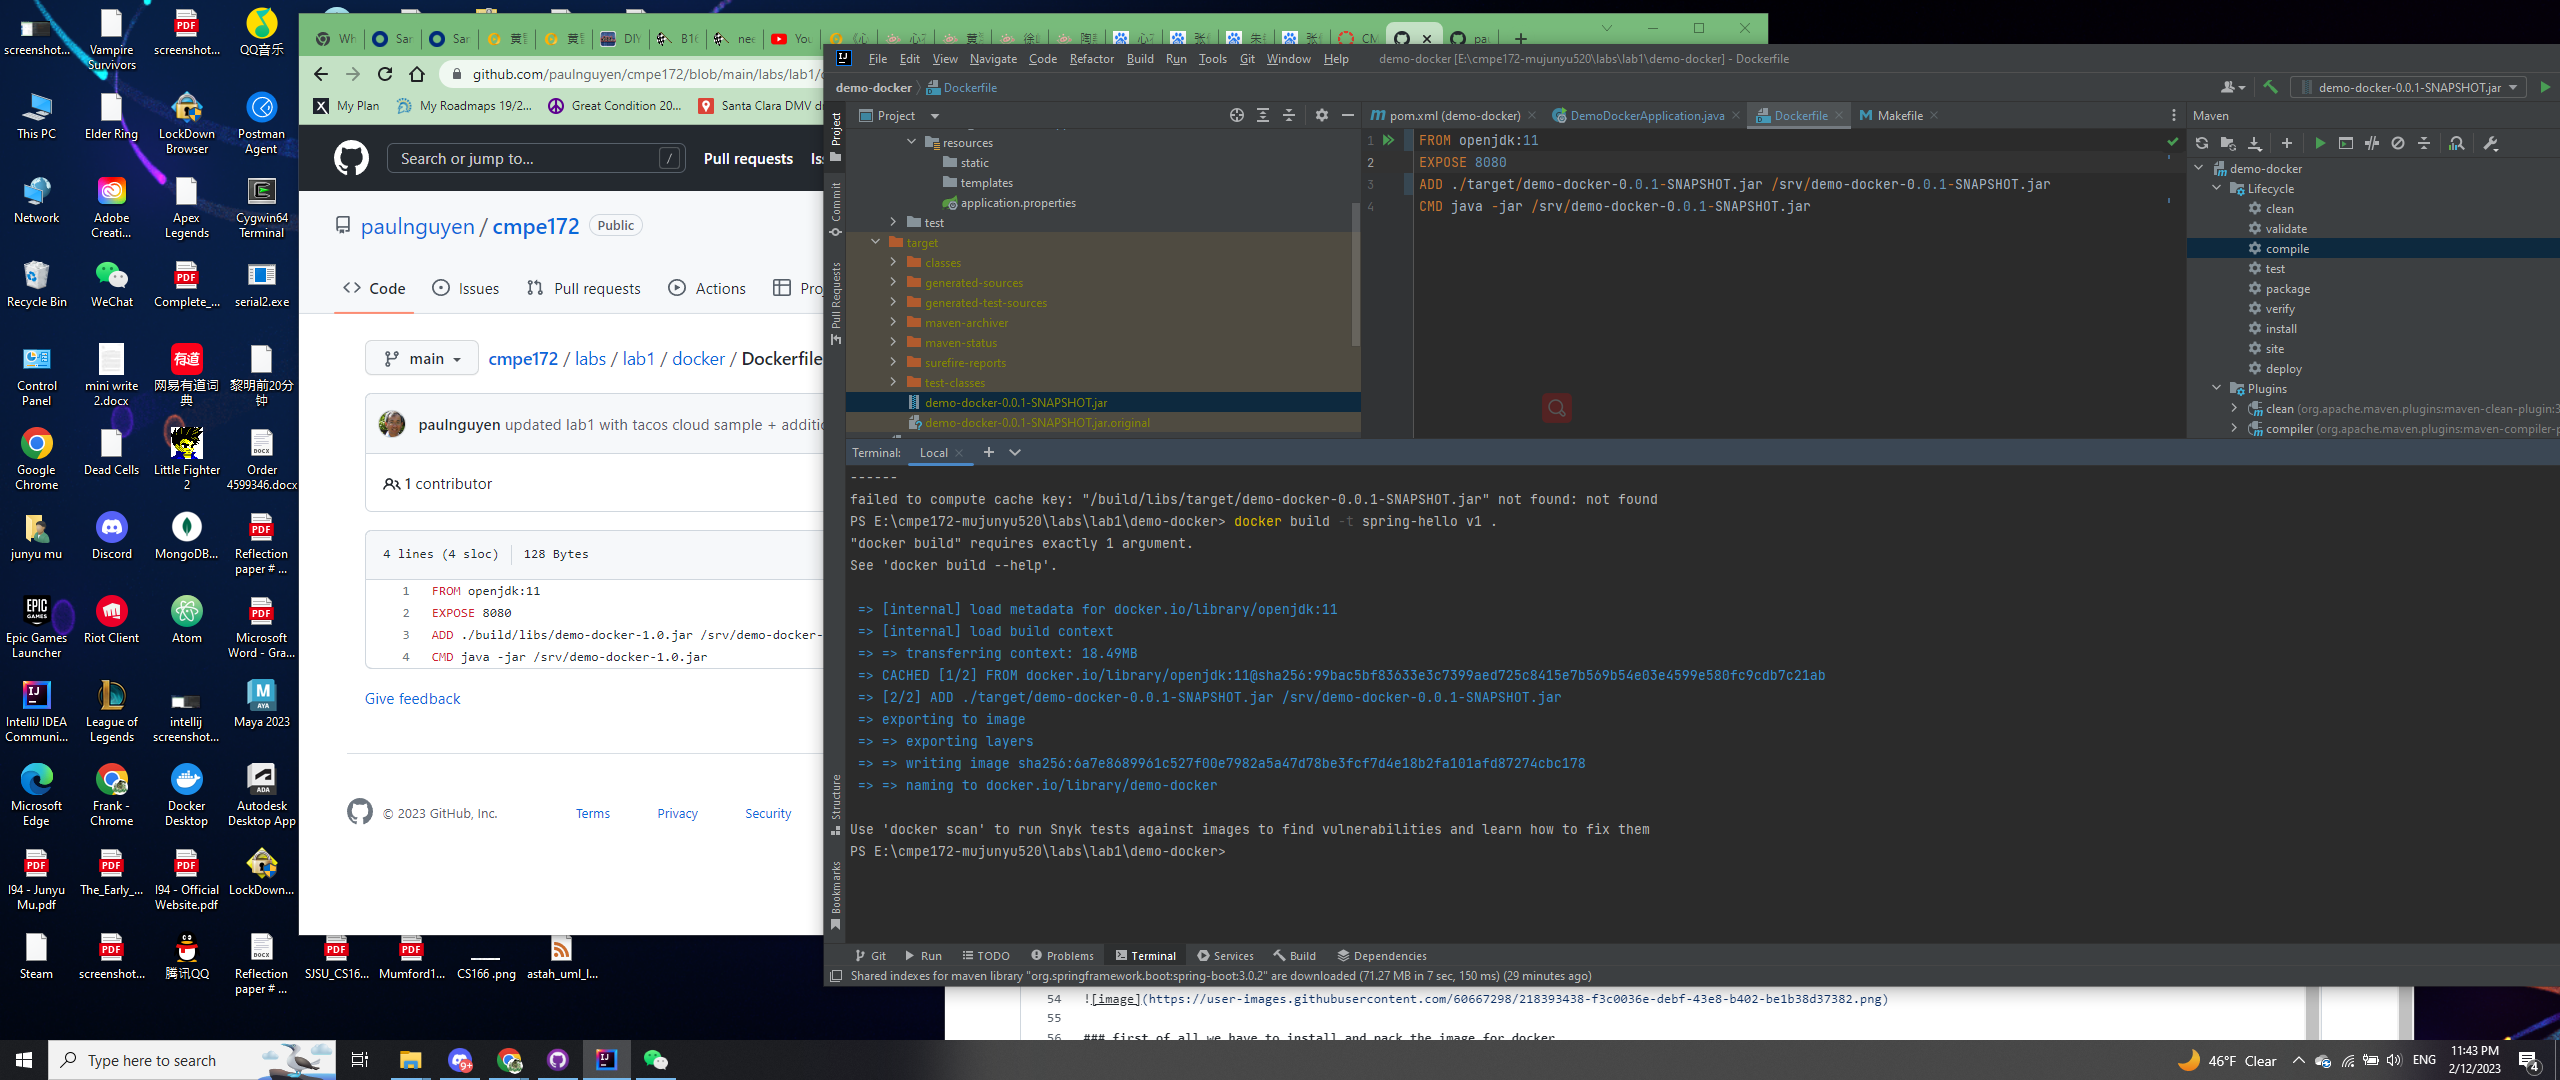 screenshot...
Vampire Survivors
screenshot...
QQ音乐
This PC
Elder Ring
LockDown Browser
Postman Agent
Network
Adobe Creati...
Apex Legends
Cygwin64 Terminal
Recycle Bin
WeChat
Complete_...
serial2.exe
Control Panel
mini write 2.docx
网易有道词典
黎明前20分钟
Google Chrome
Dead Cells
Little Fighter 2
Order 4599346.docx
junyu mu
Discord
MongoDB...
Reflection paper # ...
Epic Games Launcher
Riot Client
Atom
Microsoft Word - Gra...
IntelliJ IDEA Communi...
League of Legends
intellij screenshot...
Maya 2023
Microsoft Edge
Frank - Chrome
Docker Desktop
Autodesk Desktop App
I94 - Junyu Mu.pdf
The_Early_...
I94 - Official Website.pdf
LockDown...
Steam
screenshot...
腾讯QQ
Reflection paper # ...
SJSU_CS16...
Mumford1...
CS166 .png
astah_uml_l...
github.com/paulnguyen/cmpe172/blob/main/labs/lab1/
My Plan
My Roadmaps 19/2...
Great Condition 20...
Santa Clara DMV d
Search or jump to...
/
Pull requests
Iss
paulnguyen / cmpe172
Public
Code
Issues
Pull requests
Actions
Proj
main
cmpe172 / labs / lab1 / docker / Dockerfile
paulnguyen updated lab1 with tacos cloud sample + additio
1 contributor
4 lines (4 sloc)
128 Bytes
1 FROM openjdk:11
2 EXPOSE 8080
3 ADD ./build/libs/demo-docker-1.0.jar /srv/demo-docker-
4 CMD java -jar /srv/demo-docker-1.0.jar
Give feedback
© 2023 GitHub, Inc.
Terms
Privacy
Security
File Edit View Navigate Code Refactor Build Run Tools Git Window Help
demo-docker [E:\cmpe172-mujunyu520\labs\lab1\demo-docker] - Dockerfile
demo-docker
Dockerfile
demo-docker-0.0.1-SNAPSHOT.jar
Project
Project
Commit
Pull Requests
Structure
Bookmarks
resources
static
templates
application.properties
test
target
classes
generated-sources
generated-test-sources
maven-archiver
maven-status
surefire-reports
test-classes
demo-docker-0.0.1-SNAPSHOT.jar
demo-docker-0.0.1-SNAPSHOT.jar.original
pom.xml (demo-docker)
DemoDockerApplication.java
Dockerfile
Makefile
1 FROM openjdk:11
2 EXPOSE 8080
3 ADD ./target/demo-docker-0.0.1-SNAPSHOT.jar /srv/demo-docker-0.0.1-SNAPSHOT.jar
4 CMD java -jar /srv/demo-docker-0.0.1-SNAPSHOT.jar
Maven
demo-docker
Lifecycle
clean
validate
compile
test
package
verify
install
site
deploy
Plugins
clean (org.apache.maven.plugins:maven-clean-plugin:3
compiler (org.apache.maven.plugins:maven-compiler-p
Terminal:
Local
------
failed to compute cache key: "/build/libs/target/demo-docker-0.0.1-SNAPSHOT.jar" not found: not found
PS E:\cmpe172-mujunyu520\labs\lab1\demo-docker> docker build -t spring-hello v1 .
"docker build" requires exactly 1 argument.
See 'docker build --help'.
=> [internal] load metadata for docker.io/library/openjdk:11
=> [internal] load build context
=> => transferring context: 18.49MB
=> CACHED [1/2] FROM docker.io/library/openjdk:11@sha256:99bac5bf83633e3c7399aed725c8415e7b569b54e03e4599e580fc9cdb7c21ab
=> [2/2] ADD ./target/demo-docker-0.0.1-SNAPSHOT.jar /srv/demo-docker-0.0.1-SNAPSHOT.jar
=> exporting to image
=> => exporting layers
=> => writing image sha256:6a7e8689961c527f00e7982a5a47d78be3fcf7d4e18b2fa101afd87274cbc178
=> => naming to docker.io/library/demo-docker
Use 'docker scan' to run Snyk tests against images to find vulnerabilities and learn how to fix them
PS E:\cmpe172-mujunyu520\labs\lab1\demo-docker>
Git
Run
TODO
Problems
Terminal
Services
Build
Dependencies
Shared indexes for maven library "org.springframework.boot:spring-boot:3.0.2" are downloaded (71.27 MB in 7 sec, 150 ms) (29 minutes ago)
54 ![image](https://user-images.githubusercontent.com/60667298/218393438-f3c0036e-debf-43e8-b402-be1b38d37382.png)
55
56 ### first of all we have to install and pack the image for docker
Type here to search
46°F Clear
ENG
11:43 PM
2/12/2023
4